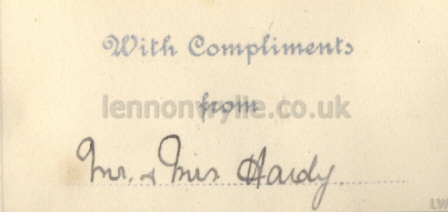 With Compliments
from
lennonwylie.co.uk
Mr. & Mrs Hardy.